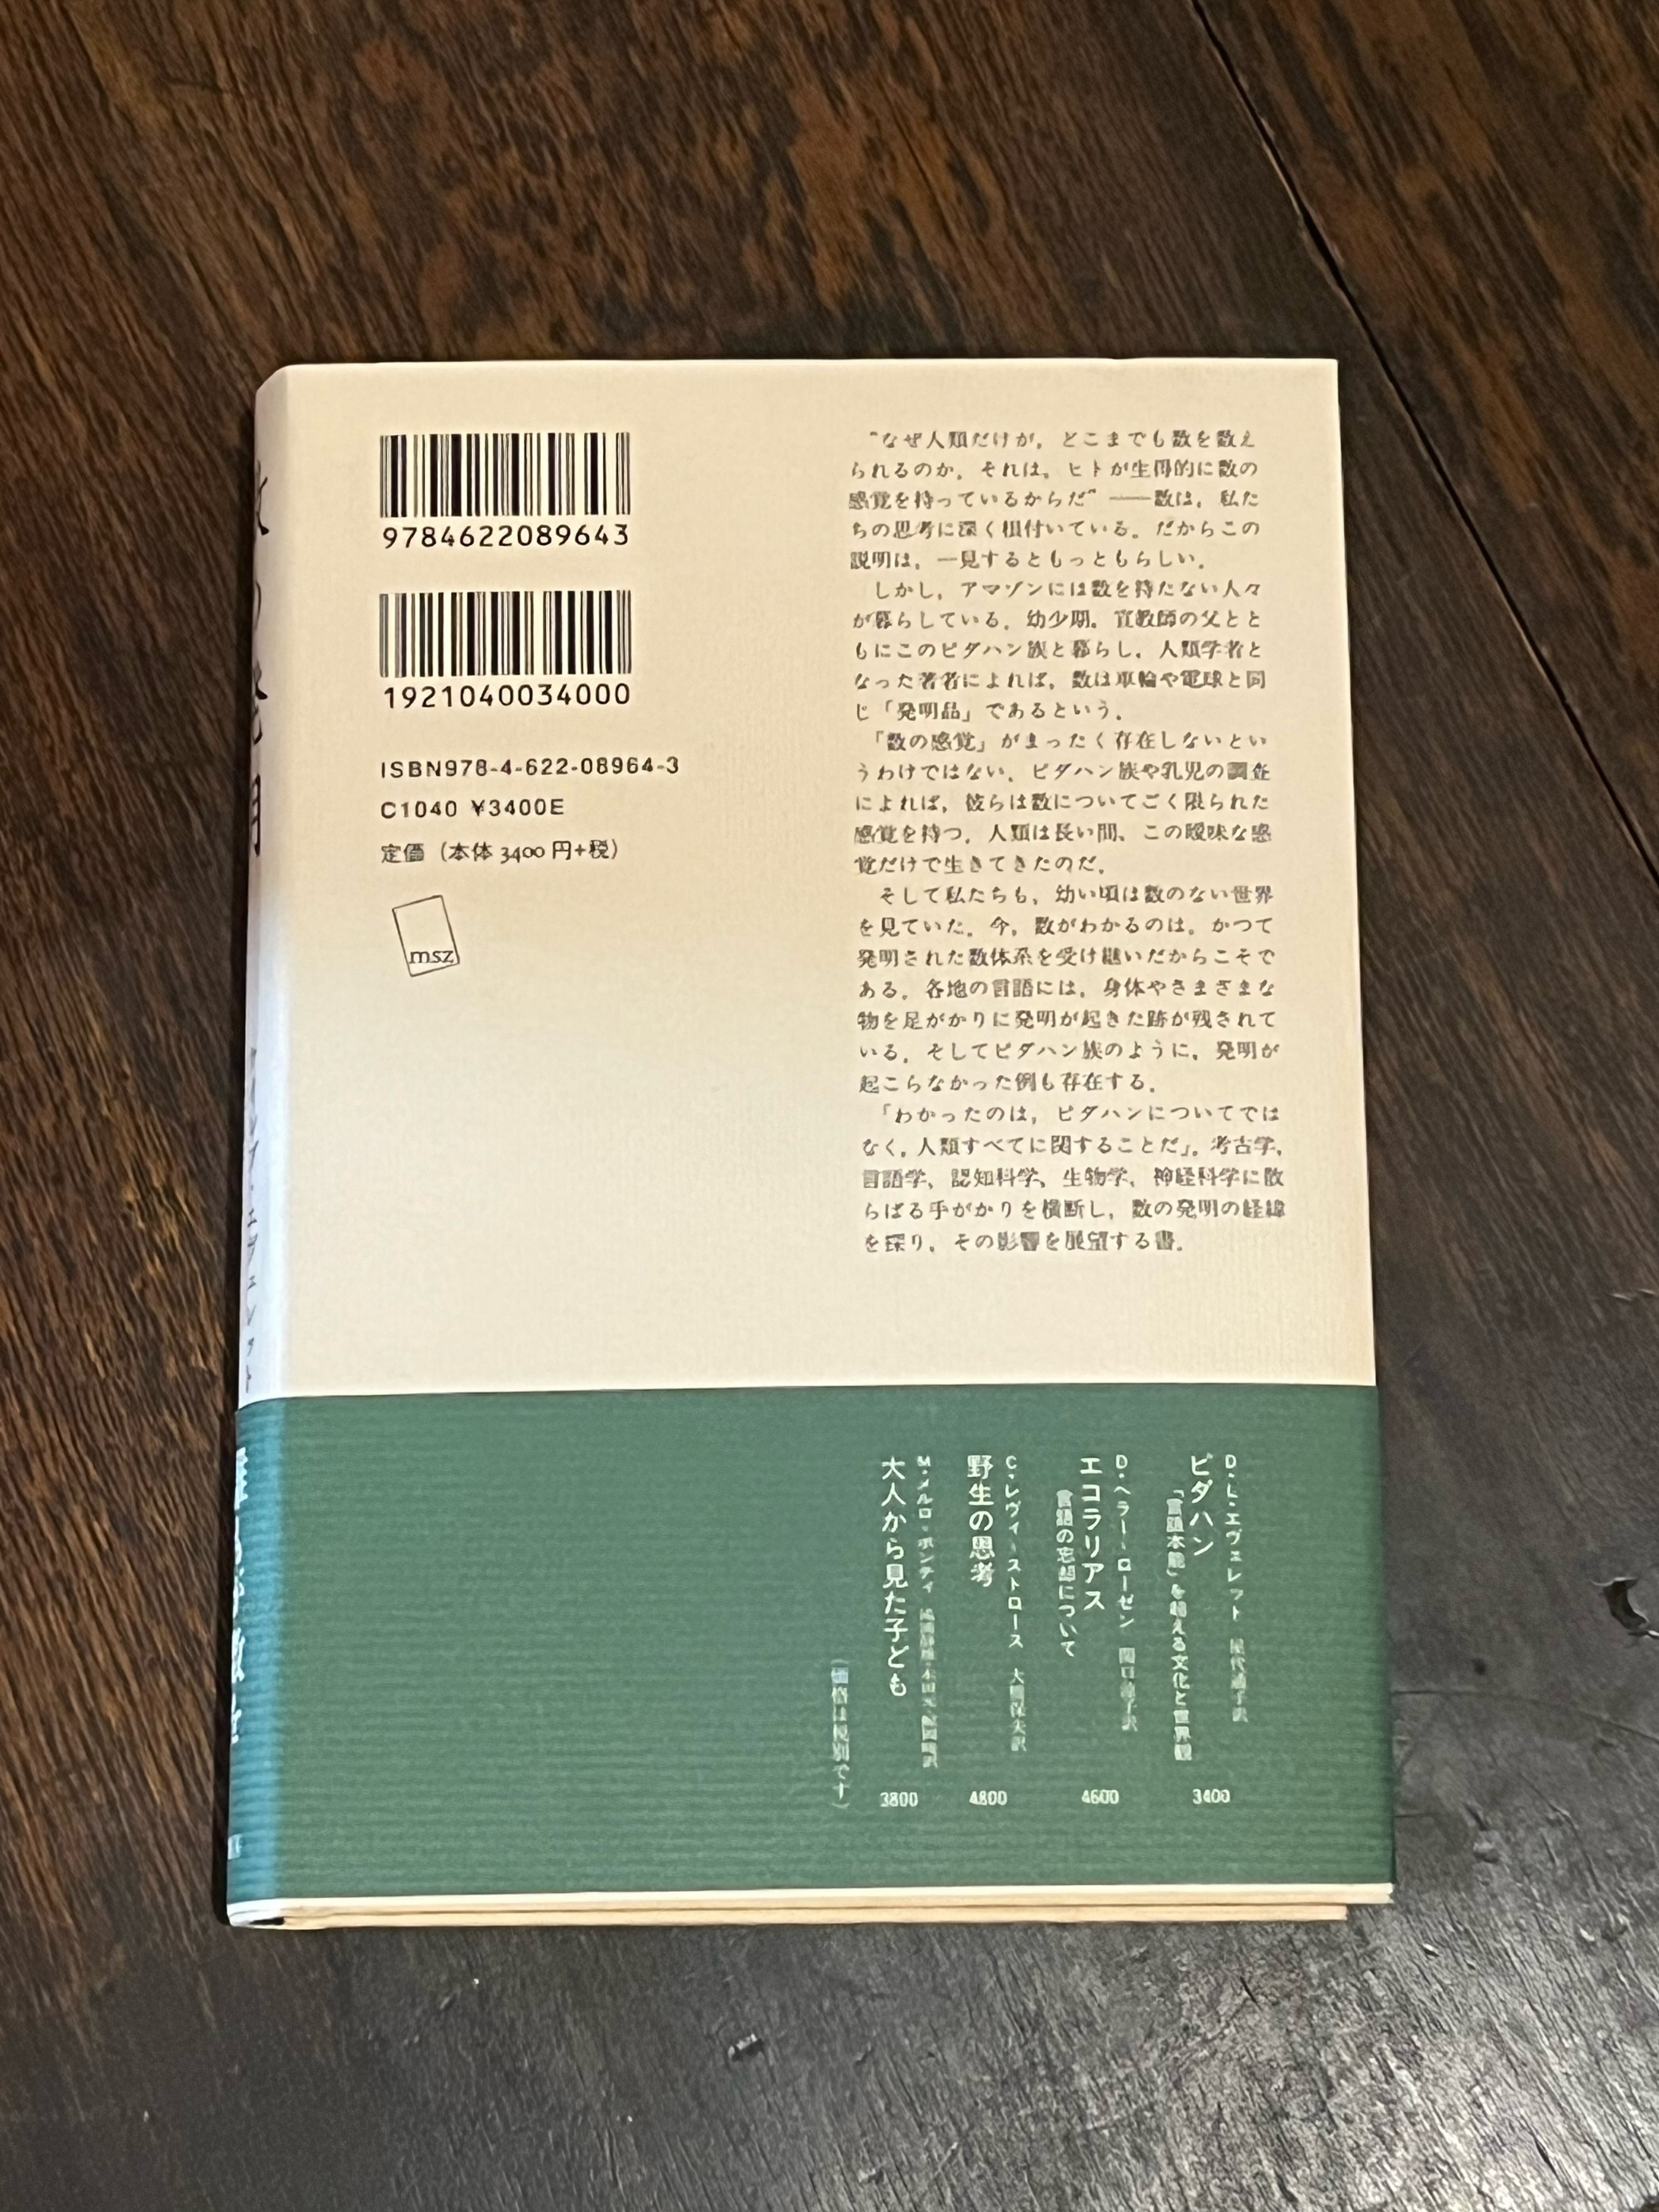 9784622089643
1921040034000
ISBN978-4-622-08964-3
C1040 ¥3400E
定価（本体 3400 円+税）
msz
“なぜ人類だけが，どこまでも数を数え
られるのか．それは，ヒトが生得的に数の
感覚を持っているからだ”――数は，私た
ちの思考に深く根付いている．だからこの
説明は，一見するともっともらしい．
しかし，アマゾンには数を持たない人々
が暮らしている．幼少期，宣教師の父とと
もにこのピダハン族と暮らし，人類学者と
なった著者によれば，数は車輪や電球と同
じ「発明品」であるという．
「数の感覚」がまったく存在しないとい
うわけではない．ピダハン族や乳児の調査
によれば，彼らは数についてごく限られた
感覚を持つ．人類は長い間，この曖昧な感
覚だけで生きてきたのだ．
そして私たちも，幼い頃は数のない世界
を見ていた．今，数がわかるのは，かつて
発明された数体系を受け継いだからこそで
ある．各地の言語には，身体やさまざまな
物を足がかりに発明が起きた跡が残されて
いる．そしてピダハン族のように，発明が
起こらなかった例も存在する．
「わかったのは，ピダハンについてでは
なく，人類すべてに関することだ」．考古学，
言語学，認知科学，生物学，神経科学に散
らばる手がかりを横断し，数の発明の経緯
を探り，その影響を展望する書．
D・L・エヴェレット 屋代通子訳
ピダハン
「言語本能」を超える文化と世界観
3400
D・ヘラー゠ローゼン 関口涼子訳
エコラリアス
言語の忘却について
4600
C・レヴィ゠ストロース 大橋保夫訳
野生の思考
4800
M・メルロ゠ポンティ
大人から見た子ども
3800
（価格は税別です）